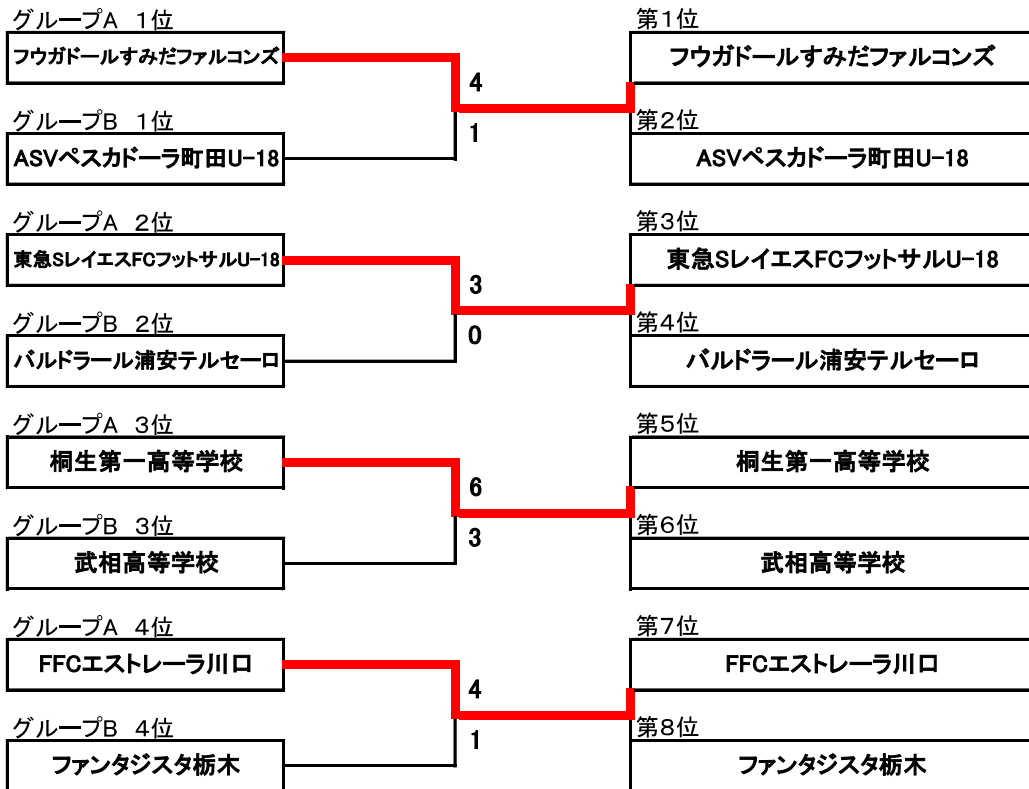 グループA 1位
フウガドールすみだファルコンズ
4
1
グループB 1位
ASVペスカドーラ町田U-18
第1位
フウガドールすみだファルコンズ
第2位
ASVペスカドーラ町田U-18
グループA 2位
東急SレイエスFCフットサルU-18
3
0
グループB 2位
バルドラール浦安テルセーロ
第3位
東急SレイエスFCフットサルU-18
第4位
バルドラール浦安テルセーロ
グループA 3位
桐生第一高等学校
6
3
グループB 3位
武相高等学校
第5位
桐生第一高等学校
第6位
武相高等学校
グループA 4位
FFCエストレーラ川口
4
1
グループB 4位
ファンタジスタ栃木
第7位
FFCエストレーラ川口
第8位
ファンタジスタ栃木